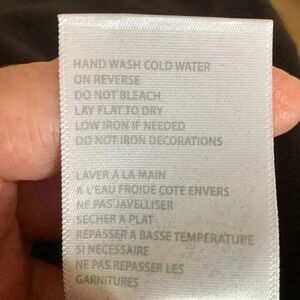 HAND WASH COLD WATER
ON REVERSE
DO NOT BLEACH
LAY FLAT TO DRY
LOW IRON IF NEEDED
DO NOT IRON DECORATIONS
LAVER A LA MAIN
A L'EAU FROIDE COTE ENVERS
NE PAS JAVELLISER
SECHER A PLAT
REPASSER A BASSE TEMPERATURE
SI NECESSAIRE
NE PAS REPASSER LES
GARNITURES